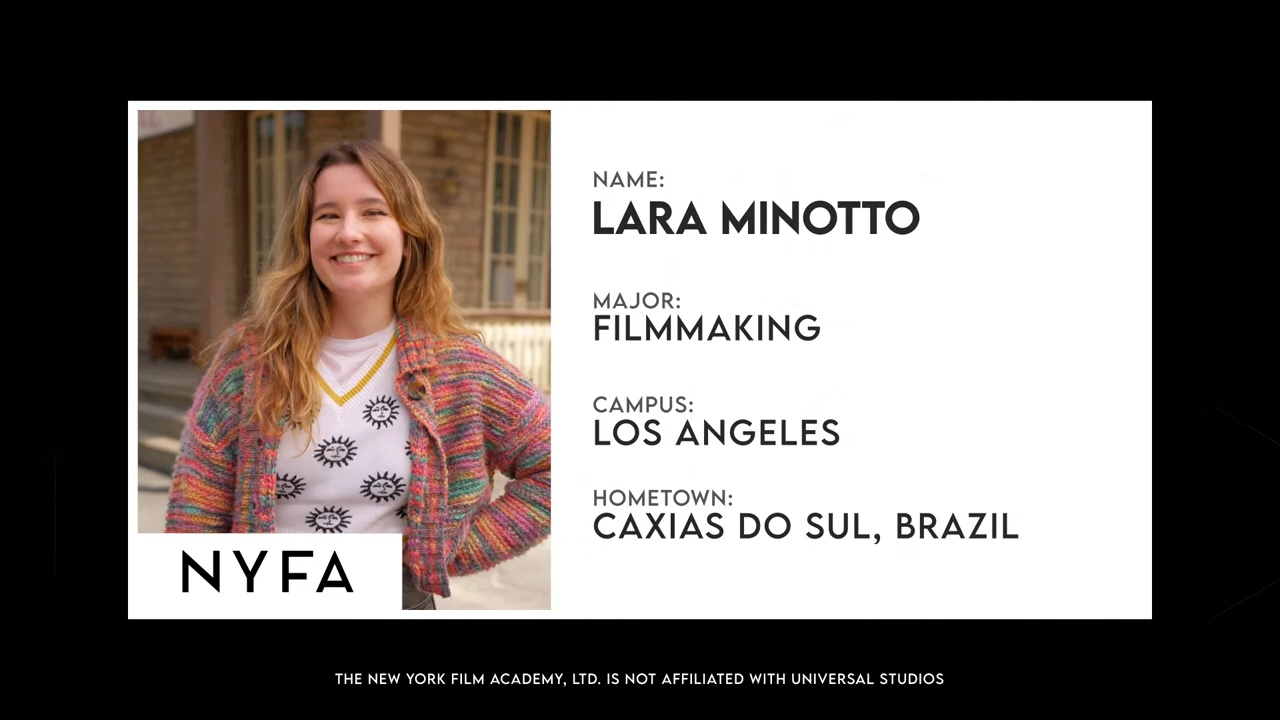 NAME:
LARA MINOTTO
MAJOR:
FILMMAKING
CAMPUS:
LOS ANGELES
HOMETOWN:
CAXIAS DO SUL, BRAZIL
NYFA
THE NEW YORK FILM ACADEMY, LTD. IS NOT AFFILIATED WITH UNIVERSAL STUDIOS